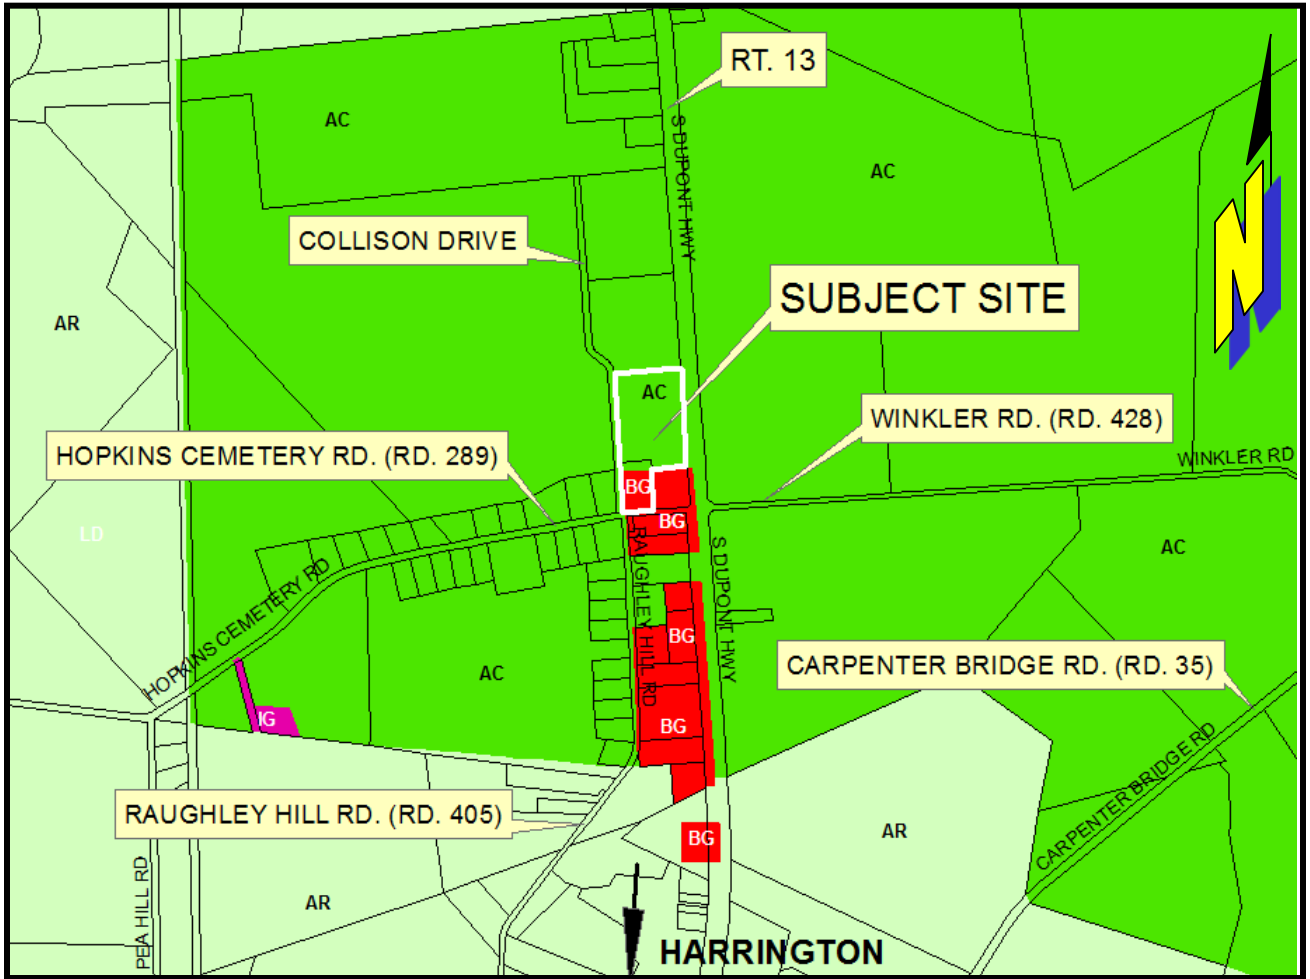 RT. 13
AC
S DUPONT HWY
AC
COLLISON DRIVE
SUBJECT SITE
N
AR
AC
WINKLER RD. (RD. 428)
HOPKINS CEMETERY RD. (RD. 289)
WINKLER RD
BG
BG
LD
AC
RAUGHLEY HILL RD
S DUPONT HWY
HOPKINS CEMETERY RD
BG
CARPENTER BRIDGE RD. (RD. 35)
AC
IG
BG
CARPENTER BRIDGE RD
RAUGHLEY HILL RD. (RD. 405)
BG
AR
PEA HILL RD
AR
HARRINGTON